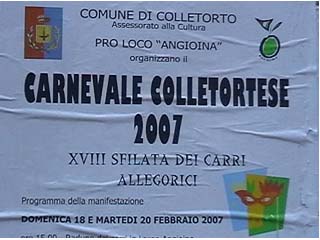 COMUNE DI COLLETORTO
Assessorato alla Cultura
PRO LOCO "ANGIOINA"
organizzano il
CARNEVALE COLLETORTESE
2007
XVIII SFILATA DEI CARRI
ALLEGORICI
Programma della manifestazione
DOMENICA 18 E MARTEDI 20 FEBBRAIO 2007